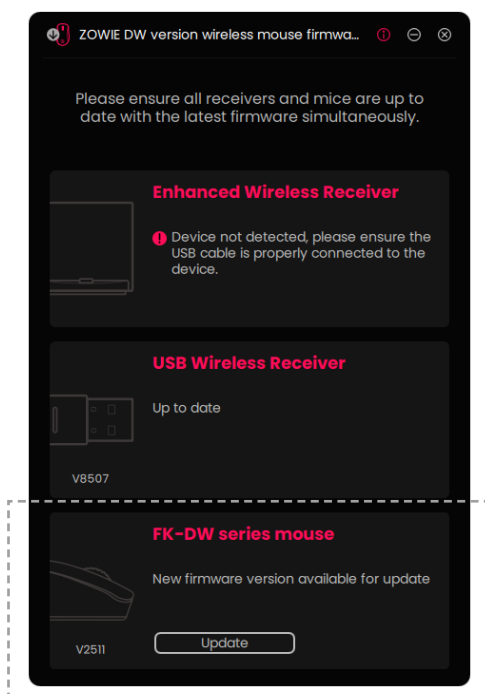 ZOWIE DW version wireless mouse firmwa...
Please ensure all receivers and mice are up to
date with the latest firmware simultaneously.
Enhanced Wireless Receiver
Device not detected, please ensure the
USB cable is properly connected to the
device.
USB Wireless Receiver
Up to date
V8507
FK-DW series mouse
New firmware version available for update
V2511
Update